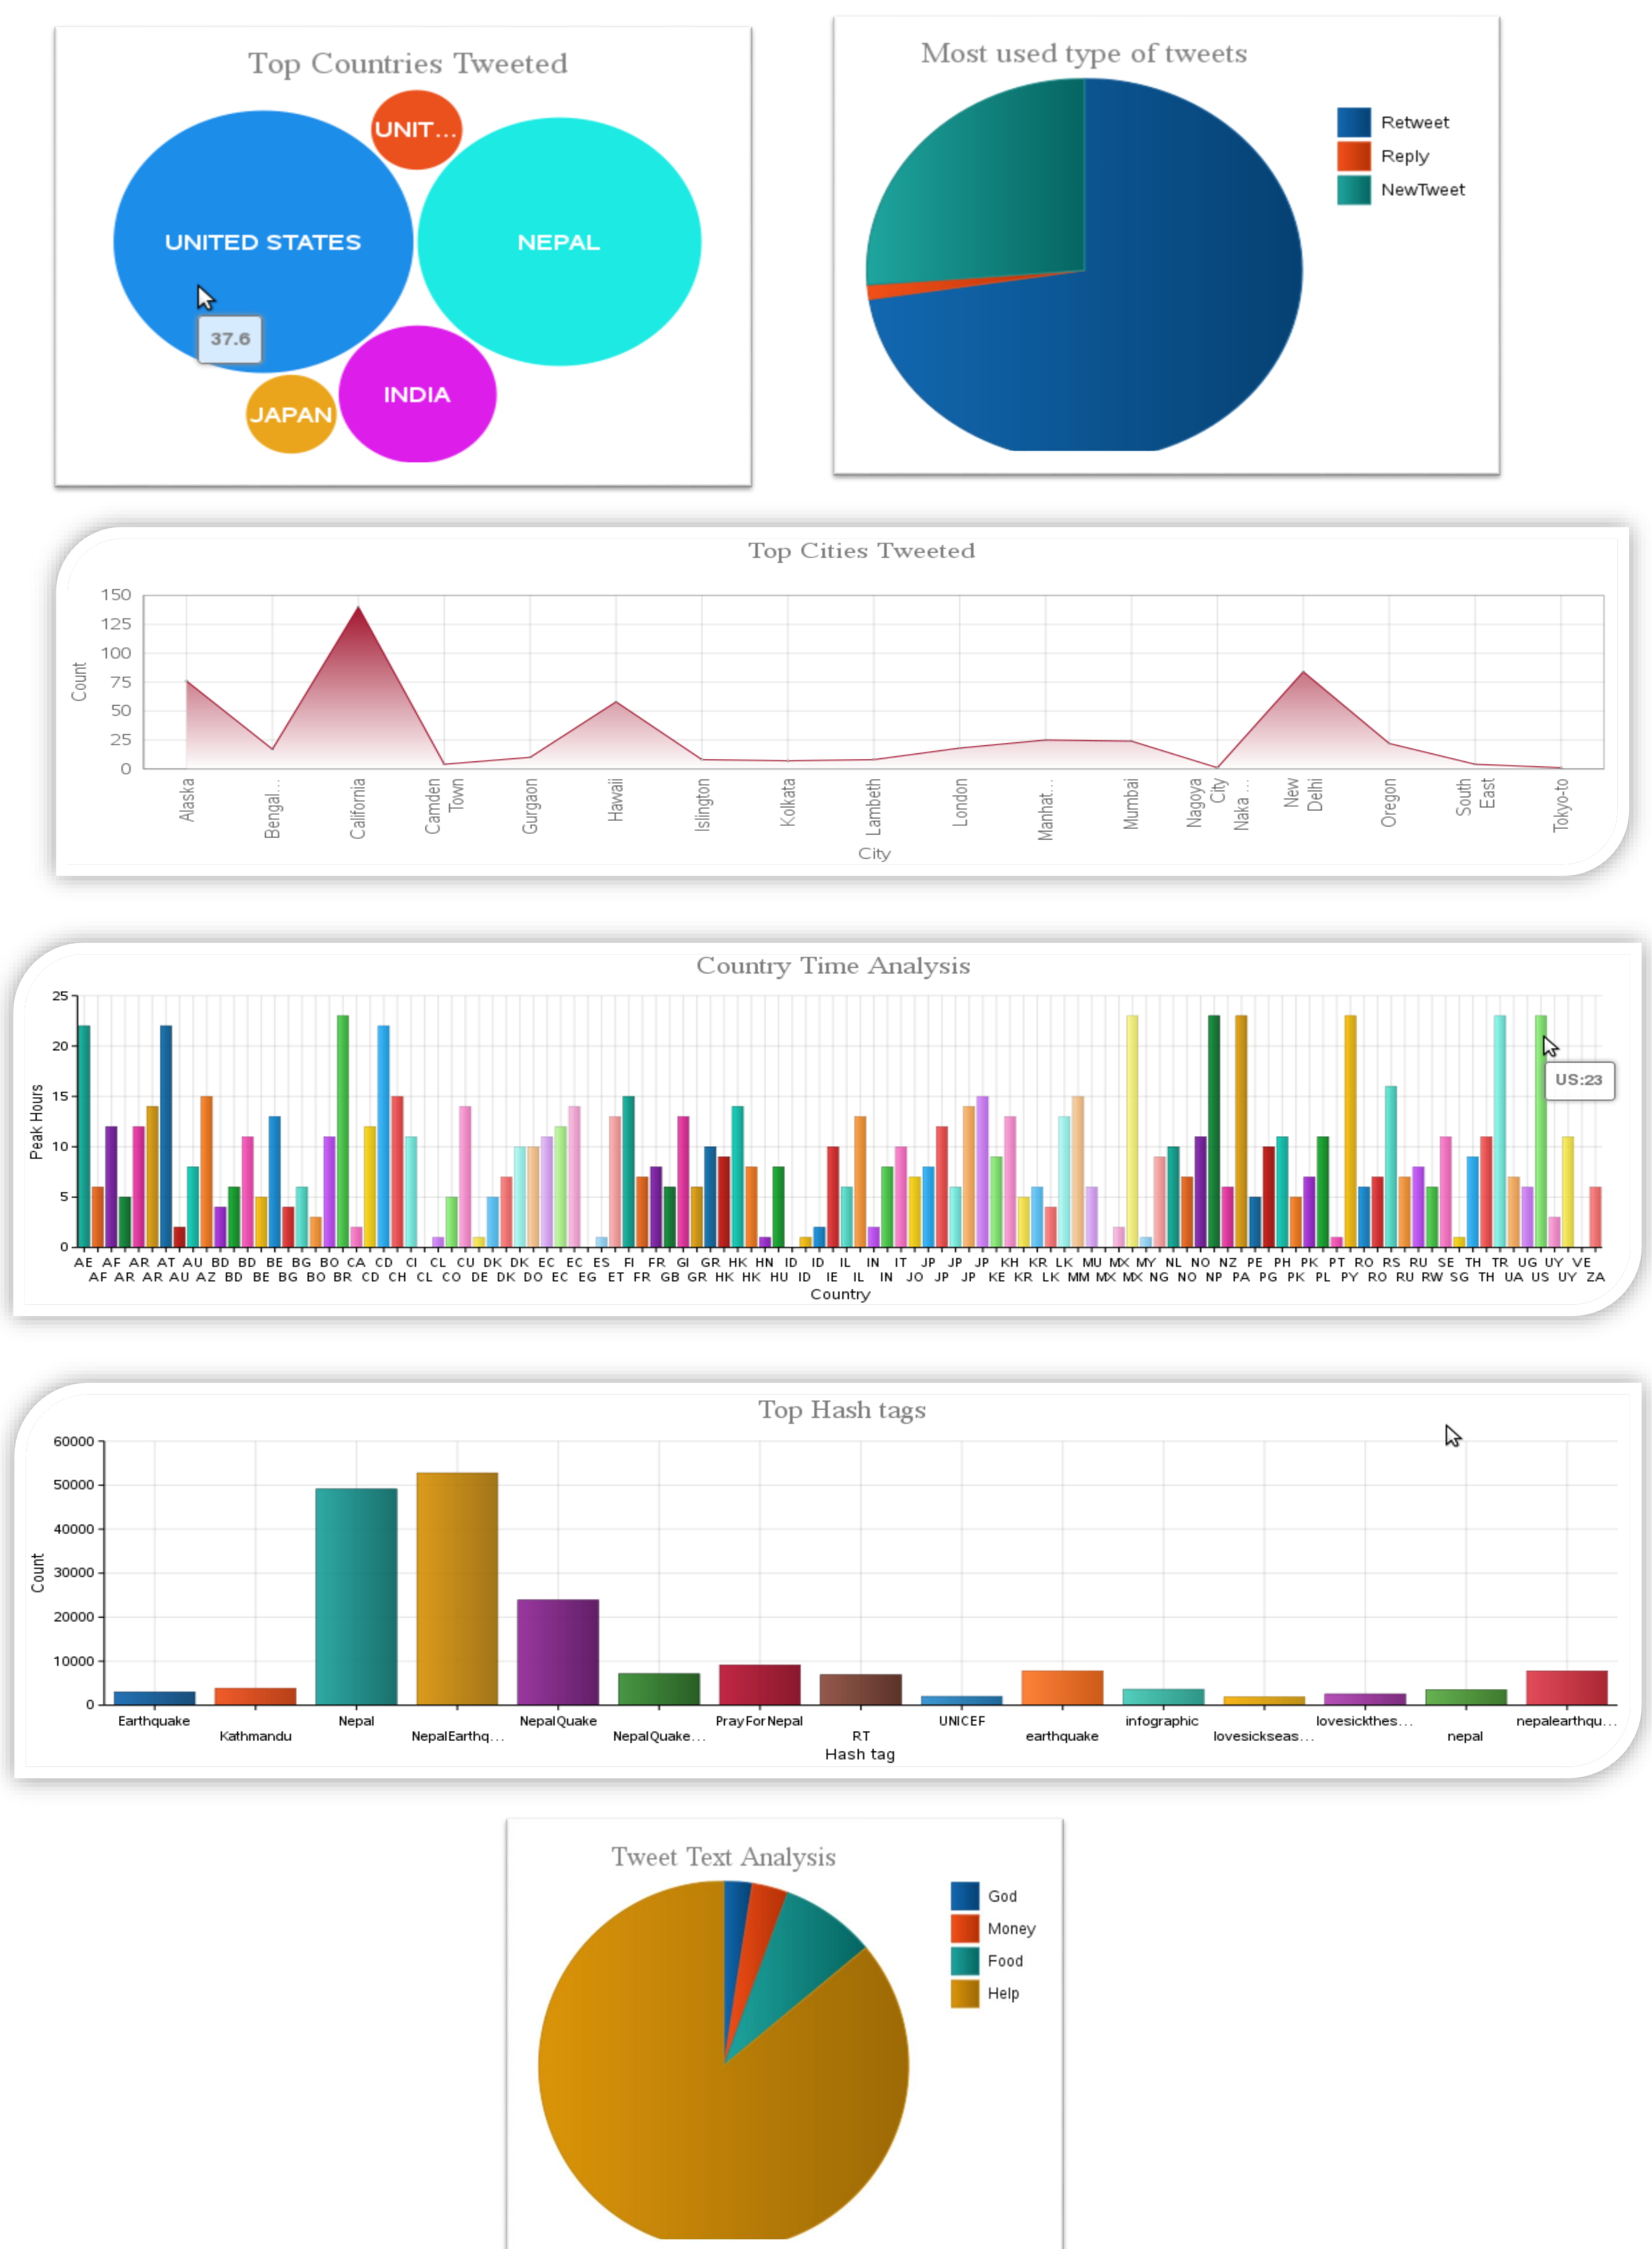 Top Countries Tweeted
UNIT...
UNITED STATES
NEPAL
37.6
INDIA
JAPAN
Most used type of tweets
Retweet
Reply
NewTweet
Top Cities Tweeted
150
125
100
75
50
25
0
Count
Alaska
Bengal...
California
Camden
Town
Gurgaon
Hawaii
Islington
Kolkata
Lambeth
London
Manhat...
Mumbai
Nagoya
City
Naka ...
New
Delhi
Oregon
South
East
Tokyo-to
City
Country Time Analysis
25
20
15
10
5
0
Peak Hours
US:23
AE AF AR AT AU BD BD BE BG BO CA CD CI CL CU DK DK EC EC ES FI FR GI GR HK HN ID ID IL IN IT JP JP JP KH KR LK MU MX MY NL NO NZ PE PH PK PT RO RS RU SE TH TR UG UY VE
AF AR AR AU AZ BD BE BG BO BR CD CH CL CO DE DK DO EC EG ET FR GB GR HK HK HU ID IE IL IN JO JP JP KE KR LK MM MX MX NG NO NP PA PG PK PL PY RO RU RW SG TH UA US UY ZA
Country
Top Hash tags
60000
50000
40000
30000
20000
10000
0
Count
Earthquake
Kathmandu
Nepal
NepalEarthq...
NepalQuake
NepalQuake...
PrayForNepal
RT
UNICEF
earthquake
infographic
lovesickseas...
lovesickthes...
nepal
nepalearthqu...
Hash tag
Tweet Text Analysis
God
Money
Food
Help